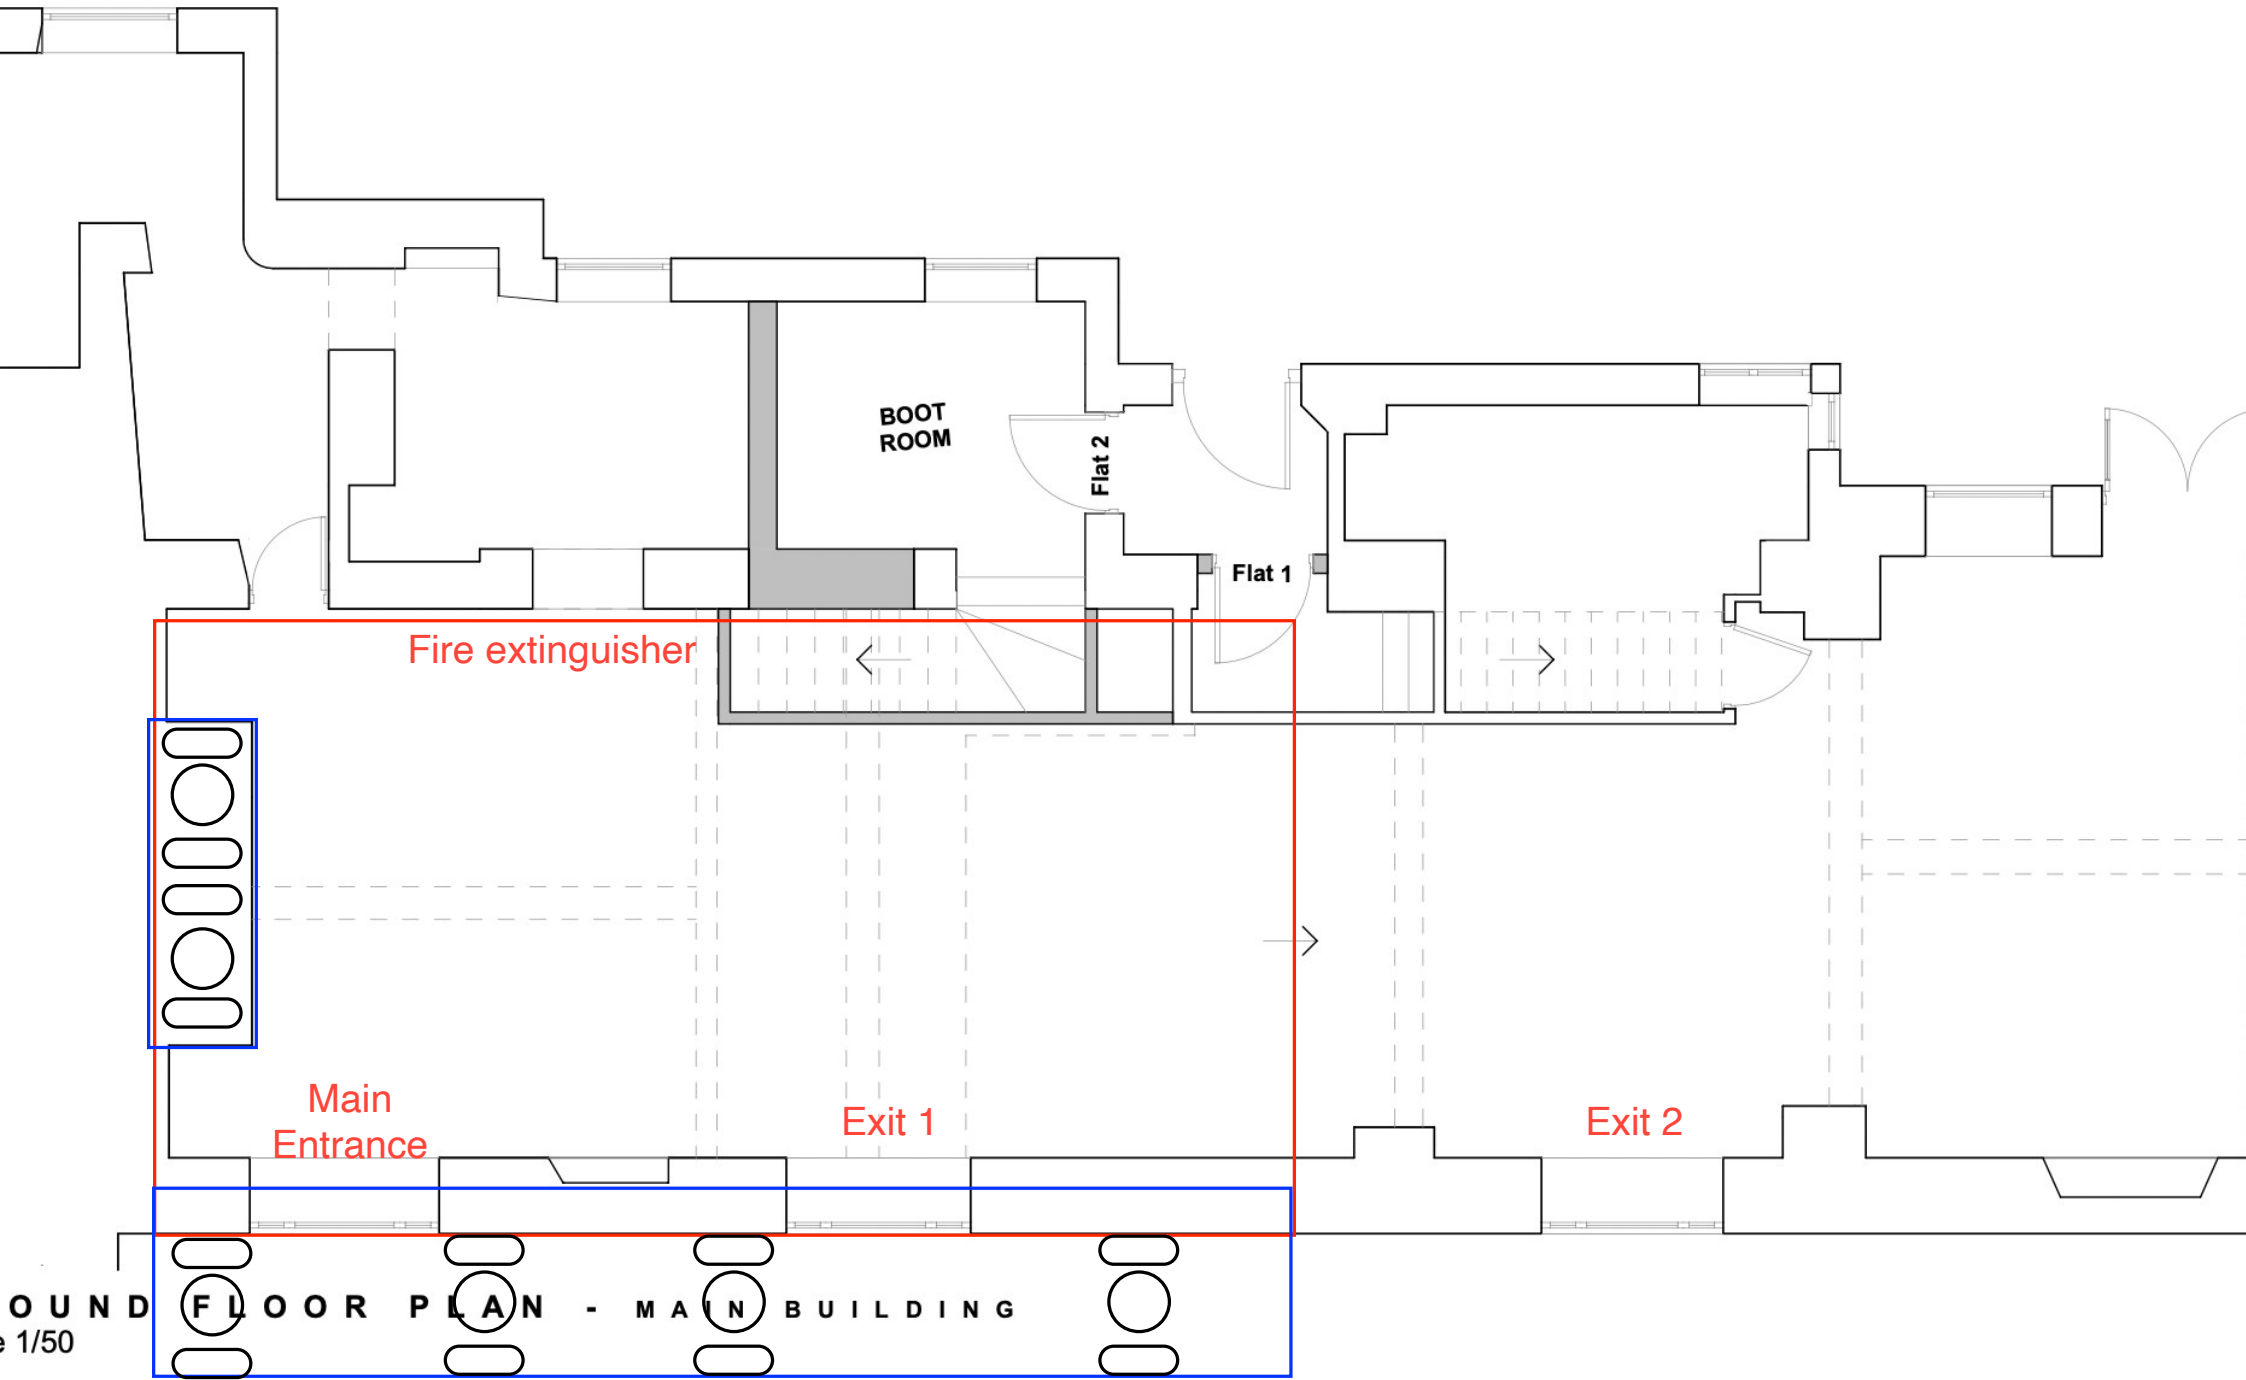 BOOT
ROOM
Flat 2
Flat 1
Fire extinguisher
Main
Entrance
Exit 1
Exit 2
OUND FLOOR PLAN - MAIN BUILDING
e 1/50